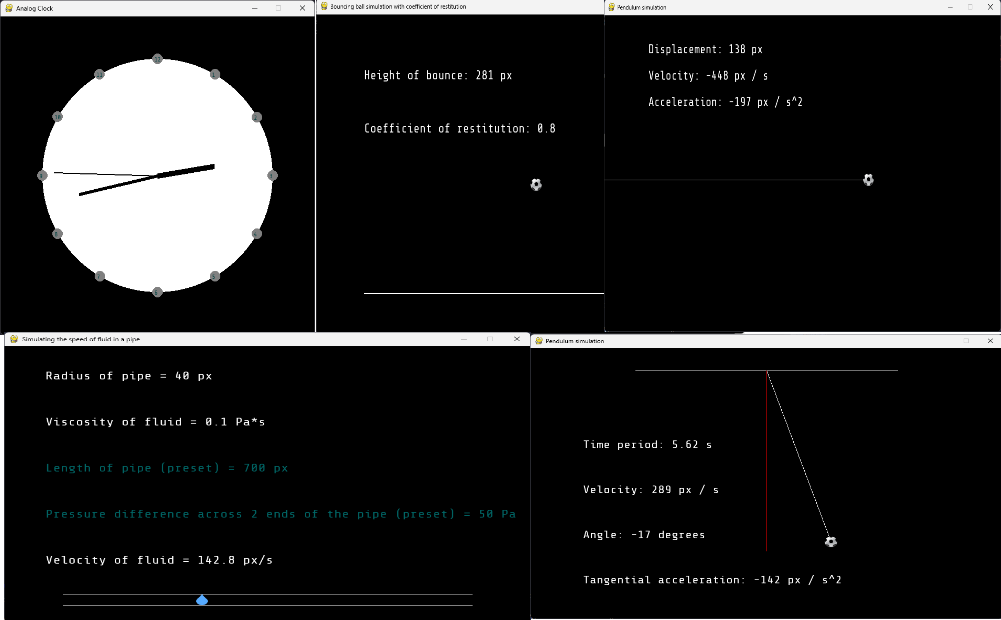 Analog Clock
Bouncing ball simulation with coefficient of restitution
Pendulum simulation
Height of bounce: 281 px
Coefficient of restitution: 0.8
Displacement: 138 px
Velocity: -448 px / s
Acceleration: -197 px / s^2
Simulating the speed of fluid in a pipe
Radius of pipe = 40 px
Viscosity of fluid = 0.1 Pa*s
Length of pipe (preset) = 700 px
Pressure difference across 2 ends of the pipe (preset) = 50 Pa
Velocity of fluid = 142.8 px/s
Pendulum simulation
Time period: 5.62 s
Velocity: 289 px / s
Angle: -17 degrees
Tangential acceleration: -142 px / s^2